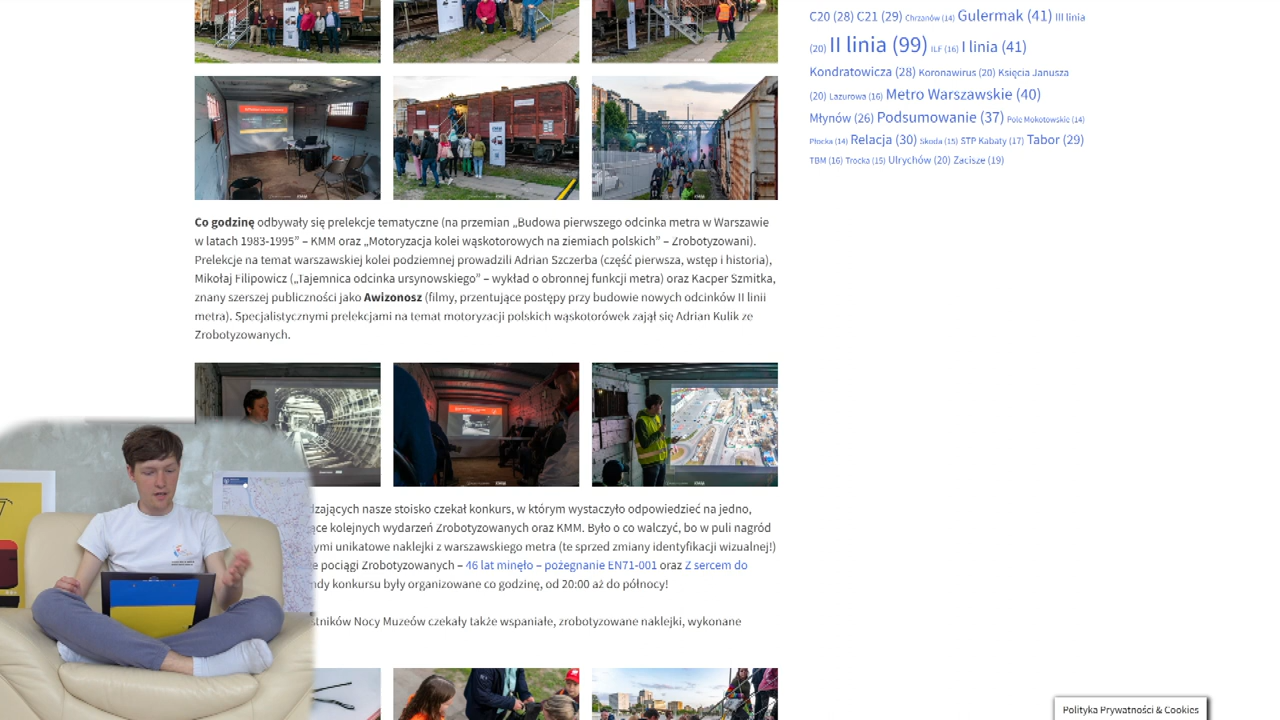 C20 (28) C21 (29) Chrzanów (14) Gulermak (41) III linia
(20) II linia (99) ILF (16) I linia (41)
Kondratowicza (28) Koronawirus (20) Księcia Janusza
(20) Lazurowa (16) Metro Warszawskie (40)
Młynów (26) Podsumowanie (37) Pole Mokotowskie (14)
Płocka (14) Relacja (30) Skoda (15) STP Kabaty (17) Tabor (29)
TBM (16) Trocka (15) Ulrychów (20) Zacisze (19)
Co godzinę odbywały się prelekcje tematyczne (na przemian „Budowa pierwszego odcinka metra w Warszawie
w latach 1983-1995” – KMM oraz „Motoryzacja kolei wąskotorowych na ziemiach polskich” – Zrobotyzowani).
Prelekcje na temat warszawskiej kolei podziemnej prowadzili Adrian Szczerba (część pierwsza, wstęp i historia),
Mikołaj Filipowicz („Tajemnica odcinka ursynowskiego” – wykład o obronnej funkcji metra) oraz Kacper Szmitka,
znany szerszej publiczności jako Awizonosz (filmy, przentujące postępy przy budowie nowych odcinków II linii
metra). Specjalistycznymi prelekcjami na temat motoryzacji polskich wąskotorówek zajął się Adrian Kulik ze
Zrobotyzowanych.
dzających nasze stoisko czekał konkurs, w którym wystaczyło odpowiedzieć na jedno,
ące kolejnych wydarzeń Zrobotyzowanych oraz KMM. Było o co walczyć, bo w puli nagród
nymi unikatowe naklejki z warszawskiego metra (te sprzed zmiany identyfikacji wizualnej!)
e pociągi Zrobotyzowanych – 46 lat minęło – pożegnanie EN71-001 oraz Z sercem do
ndy konkursu były organizowane co godzinę, od 20:00 aż do północy!
stników Nocy Muzeów czekały także wspaniałe, zrobotyzowane naklejki, wykonane
Polityka Prywatności & Cookies